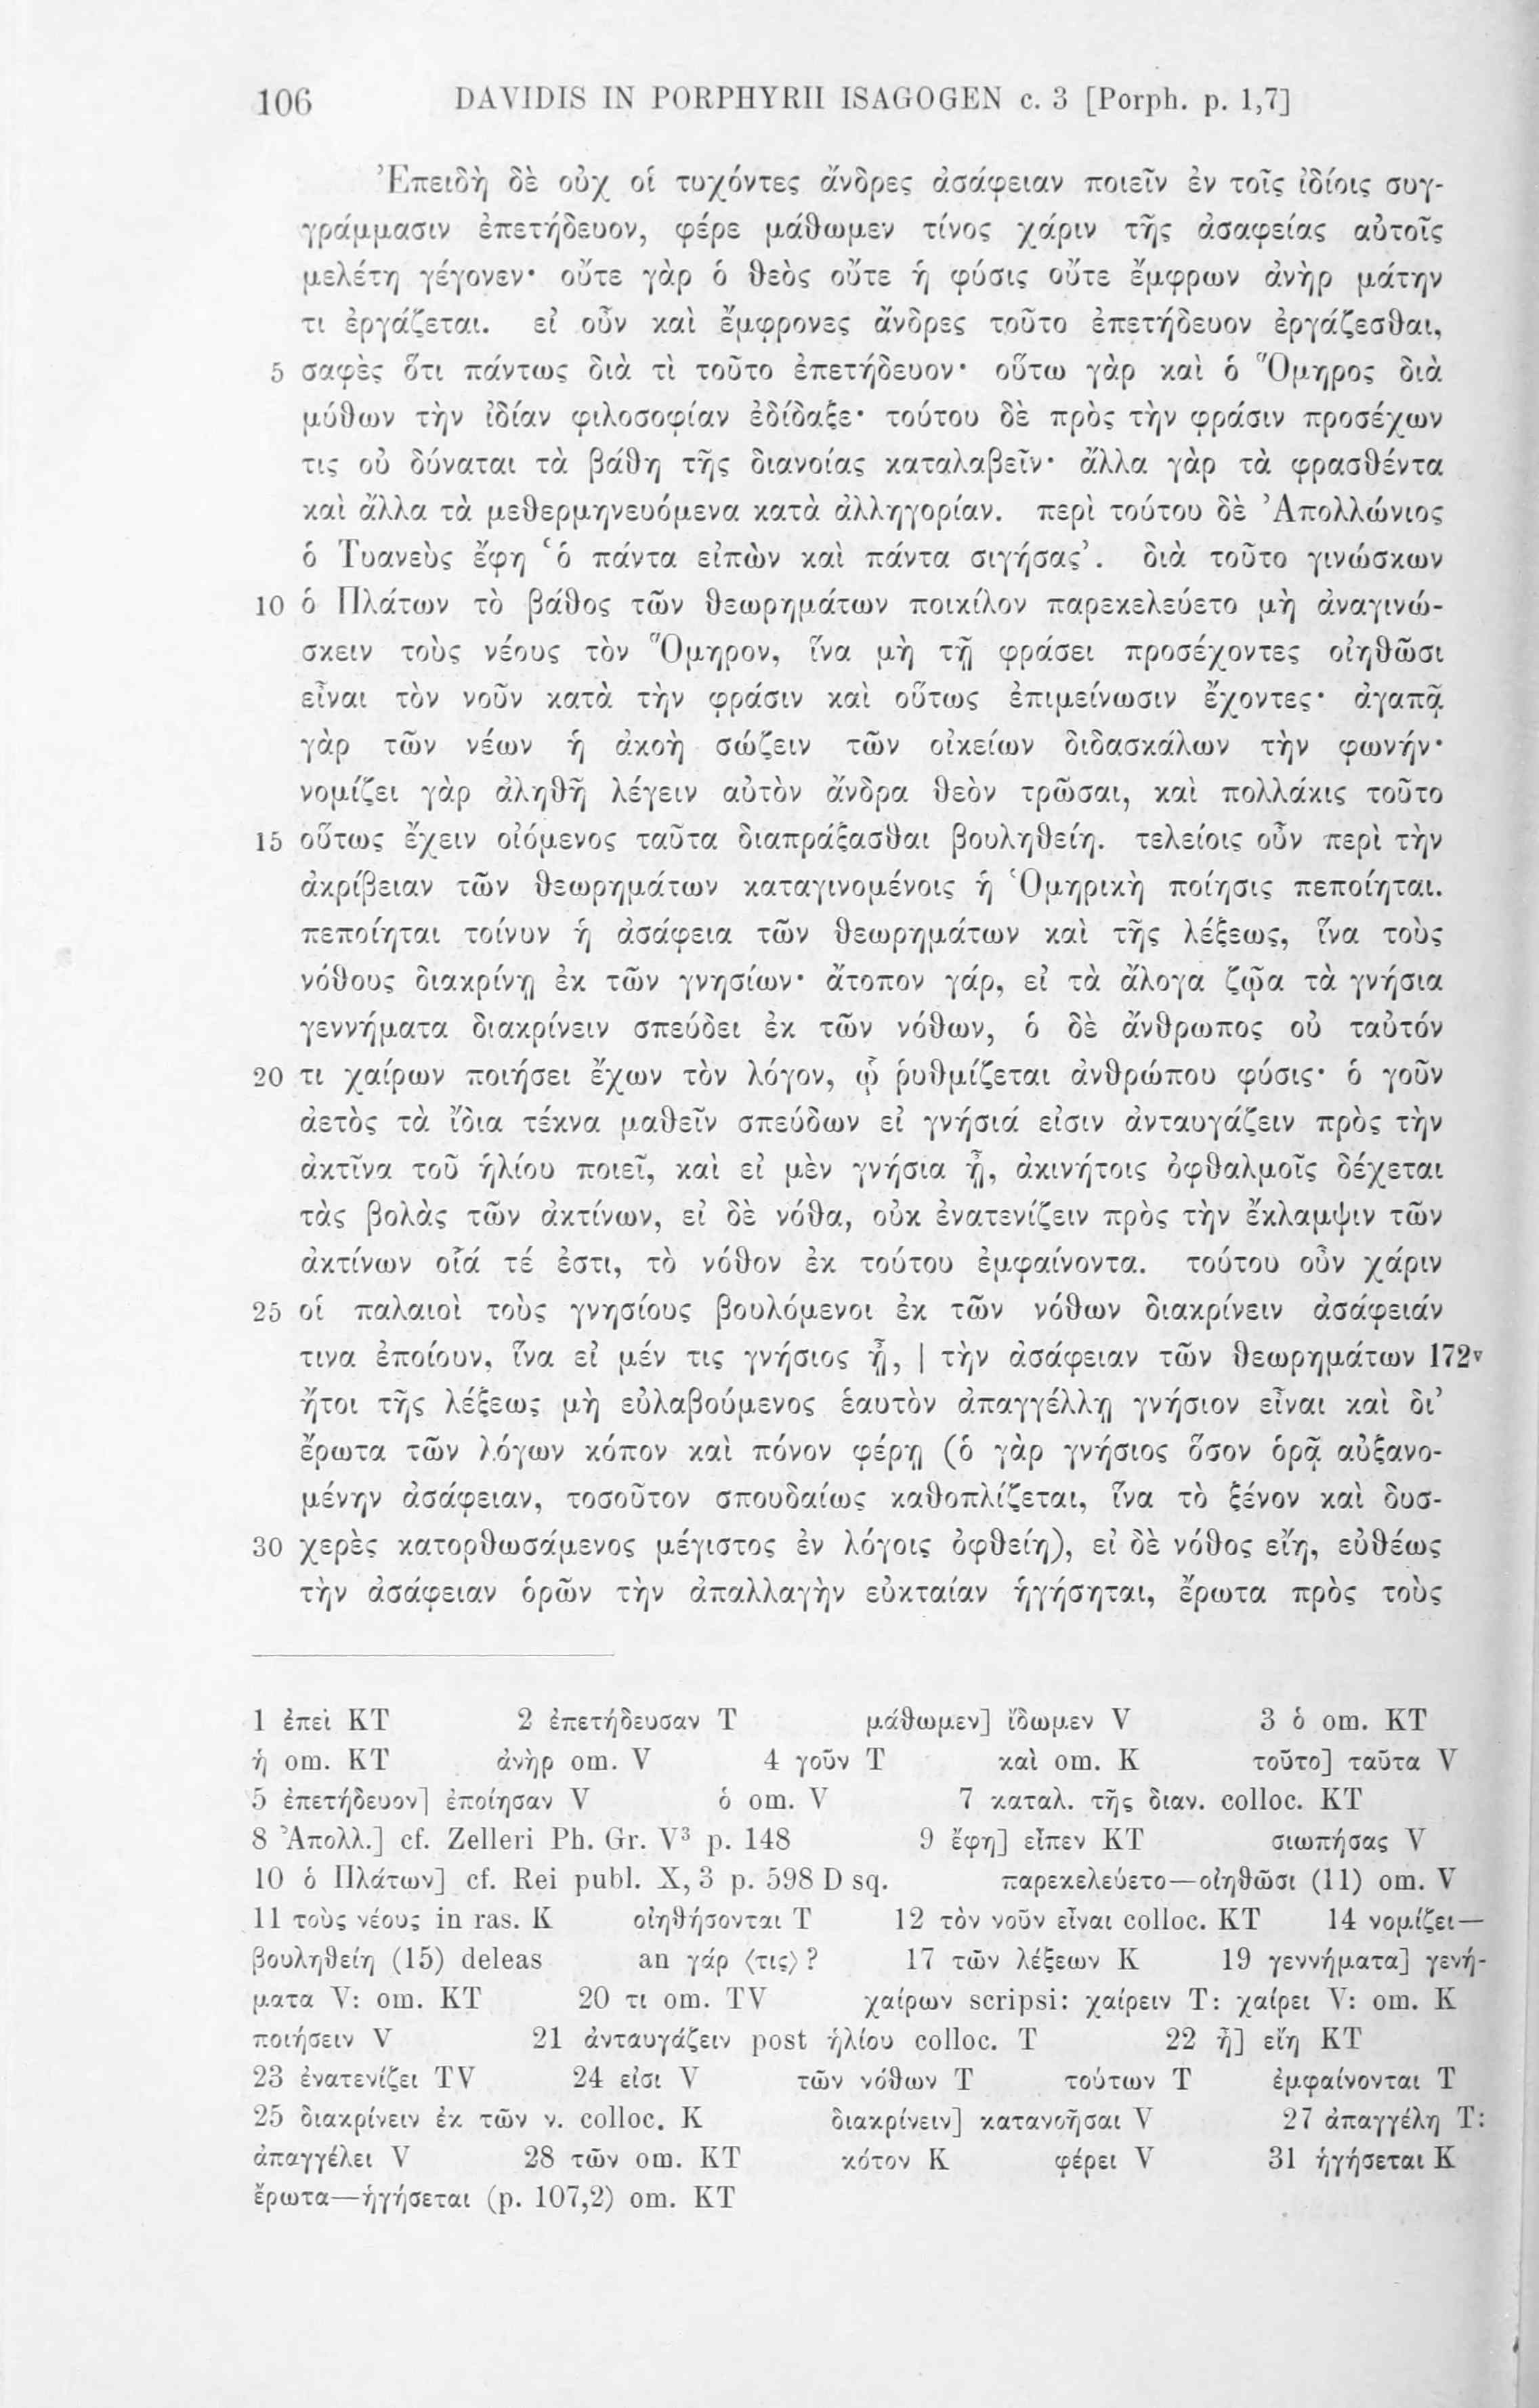 106 DAVIDIS IN PORPHYRII ISAGOGEN c. 3 [Porph. p. 1,7]
Ἐπειδὴ δὲ οὐχ οἱ τυχόντες ἄνδρες ἀσάφειαν ποιεῖν ἐν τοῖς ἰδίοις συγ-
γράμμασιν ἐπετήδευον, φέρε μάθωμεν τίνος χάριν τῆς ἀσαφείας αὐτοῖς
μελέτη γέγονεν· οὔτε γὰρ ὁ θεὸς οὔτε ἡ φύσις οὔτε ἔμφρων ἀνὴρ μάτην
τι ἐργάζεται. εἰ οὖν καὶ ἔμφρονες ἄνδρες τοῦτο ἐπετήδευον ἐργάζεσθαι,
5 σαφὲς ὅτι πάντως διὰ τὶ τοῦτο ἐπετήδευον· οὕτω γὰρ καὶ ὁ Ὅμηρος διὰ
μύθων τὴν ἰδίαν φιλοσοφίαν ἐδίδαξε· τούτου δὲ πρὸς τὴν φράσιν προσέχων
τις οὐ δύναται τὰ βάθη τῆς διανοίας καταλαβεῖν· ἄλλα γὰρ τὰ φρασθέντα
καὶ ἄλλα τὰ μεθερμηνευόμενα κατὰ ἀλληγορίαν. περὶ τούτου δὲ Ἀπολλώνιος
ὁ Τυανεὺς ἔφη ‘ὁ πάντα εἰπὼν καὶ πάντα σιγήσας’. διὰ τοῦτο γινώσκων
10 ὁ Πλάτων τὸ βάθος τῶν θεωρημάτων ποικίλον παρεκελεύετο μὴ ἀναγινώ-
σκειν τοὺς νέους τὸν Ὅμηρον, ἵνα μὴ τῇ φράσει προσέχοντες οἰηθῶσι
εἶναι τὸν νοῦν κατὰ τὴν φράσιν καὶ οὕτως ἐπιμείνωσιν ἔχοντες· ἀγαπᾷ
γὰρ τῶν νέων ἡ ἀκοὴ σώζειν τῶν οἰκείων διδασκάλων τὴν φωνήν·
νομίζει γὰρ ἀληθῆ λέγειν αὐτὸν ἄνδρα θεὸν τρῶσαι, καὶ πολλάκις τοῦτο
15 οὕτως ἔχειν οἰόμενος ταῦτα διαπράξασθαι βουληθείη. τελείοις οὖν περὶ τὴν
ἀκρίβειαν τῶν θεωρημάτων καταγινομένοις ἡ Ὁμηρικὴ ποίησις πεποίηται.
πεποίηται τοίνυν ἡ ἀσάφεια τῶν θεωρημάτων καὶ τῆς λέξεως, ἵνα τοὺς
νόθους διακρίνῃ ἐκ τῶν γνησίων· ἄτοπον γάρ, εἰ τὰ ἄλογα ζῷα τὰ γνήσια
γεννήματα διακρίνειν σπεύδει ἐκ τῶν νόθων, ὁ δὲ ἄνθρωπος οὐ ταὐτόν
20 τι χαίρων ποιήσει ἔχων τὸν λόγον, ᾧ ῥυθμίζεται ἀνθρώπου φύσις· ὁ γοῦν
ἀετὸς τὰ ἴδια τέκνα μαθεῖν σπεύδων εἰ γνήσιά εἰσιν ἀνταυγάζειν πρὸς τὴν
ἀκτῖνα τοῦ ἡλίου ποιεῖ, καὶ εἰ μὲν γνήσια ᾖ, ἀκινήτοις ὀφθαλμοῖς δέχεται
τὰς βολὰς τῶν ἀκτίνων, εἰ δὲ νόθα, οὐκ ἐνατενίζειν πρὸς τὴν ἔκλαμψιν τῶν
ἀκτίνων οἷά τέ ἐστι, τὸ νόθον ἐκ τούτου ἐμφαίνοντα. τούτου οὖν χάριν
25 οἱ παλαιοὶ τοὺς γνησίους βουλόμενοι ἐκ τῶν νόθων διακρίνειν ἀσάφειάν
τινα ἐποίουν, ἵνα εἰ μέν τις γνήσιος ᾖ, | τὴν ἀσάφειαν τῶν θεωρημάτων 172ᵛ
ἤτοι τῆς λέξεως μὴ εὐλαβούμενος ἑαυτὸν ἀπαγγέλλῃ γνήσιον εἶναι καὶ δι’
ἔρωτα τῶν λόγων κόπον καὶ πόνον φέρῃ (ὁ γὰρ γνήσιος ὅσον ὁρᾷ αὐξανο-
μένην ἀσάφειαν, τοσοῦτον σπουδαίως καθοπλίζεται, ἵνα τὸ ξένον καὶ δυσ-
30 χερὲς κατορθωσάμενος μέγιστος ἐν λόγοις ὀφθείη), εἰ δὲ νόθος εἴη, εὐθέως
τὴν ἀσάφειαν ὁρῶν τὴν ἀπαλλαγὴν εὐκταίαν ἡγήσηται, ἔρωτα πρὸς τοὺς
1 ἐπεὶ KT 2 ἐπετήδευσαν T μάθωμεν] ἴδωμεν V 3 ὁ om. KT
ἡ om. KT ἀνὴρ om. V 4 γοῦν T καὶ om. K τοῦτο] ταῦτα V
5 ἐπετήδευον] ἐποίησαν V ὁ om. V 7 καταλ. τῆς διαν. colloc. KT
8 Ἀπολλ.] cf. Zelleri Ph. Gr. V³ p. 148 9 ἔφη] εἶπεν KT σιωπήσας V
10 ὁ Πλάτων] cf. Rei publ. X, 3 p. 598 D sq. παρεκελεύετο—οἰηθῶσι (11) om. V
11 τοὺς νέους in ras. K οἰηθήσονται T 12 τὸν νοῦν εἶναι colloc. KT 14 νομίζει—
βουληθείη (15) deleas an γάρ ⟨τις⟩? 17 τῶν λέξεων K 19 γεννήματα] γενή-
ματα V: om. KT 20 τι om. TV χαίρων scripsi: χαίρειν T: χαίρει V: om. K
ποιήσειν V 21 ἀνταυγάζειν post ἡλίου colloc. T 22 ᾖ] εἴη KT
23 ἐνατενίζει TV 24 εἰσι V τῶν νόθων T τούτων T ἐμφαίνονται T
25 διακρίνειν ἐκ τῶν ν. colloc. K διακρίνειν] κατανοῆσαι V 27 ἀπαγγέλη T:
ἀπαγγέλει V 28 τῶν om. KT κότον K φέρει V 31 ἡγήσεται K
ἔρωτα—ἡγήσεται (p. 107,2) om. KT